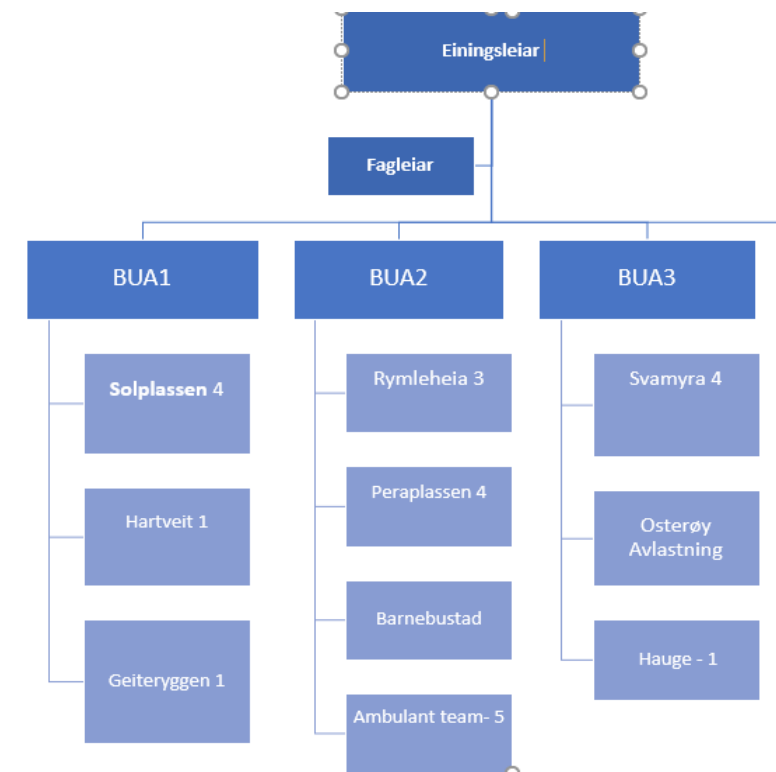 Einingsleiar
Fagleiar
BUA1
BUA2
BUA3
Solplassen 4
Rymleheia 3
Svamyra 4
Hartveit 1
Peraplassen 4
Osterøy
Avlastning
Geiteryggen 1
Barnebustad
Hauge - 1
Ambulant team- 5